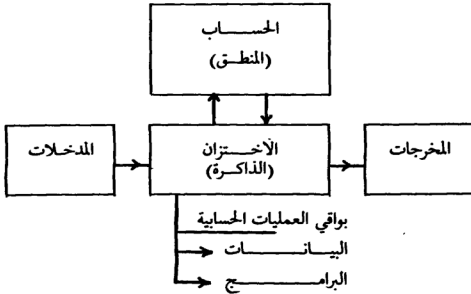 الحساب
(المنطق)
المدخلات
الاختزان
(الذاكرة)
المخرجات
بواقي العمليات الحسابية
البيانات
البرامج